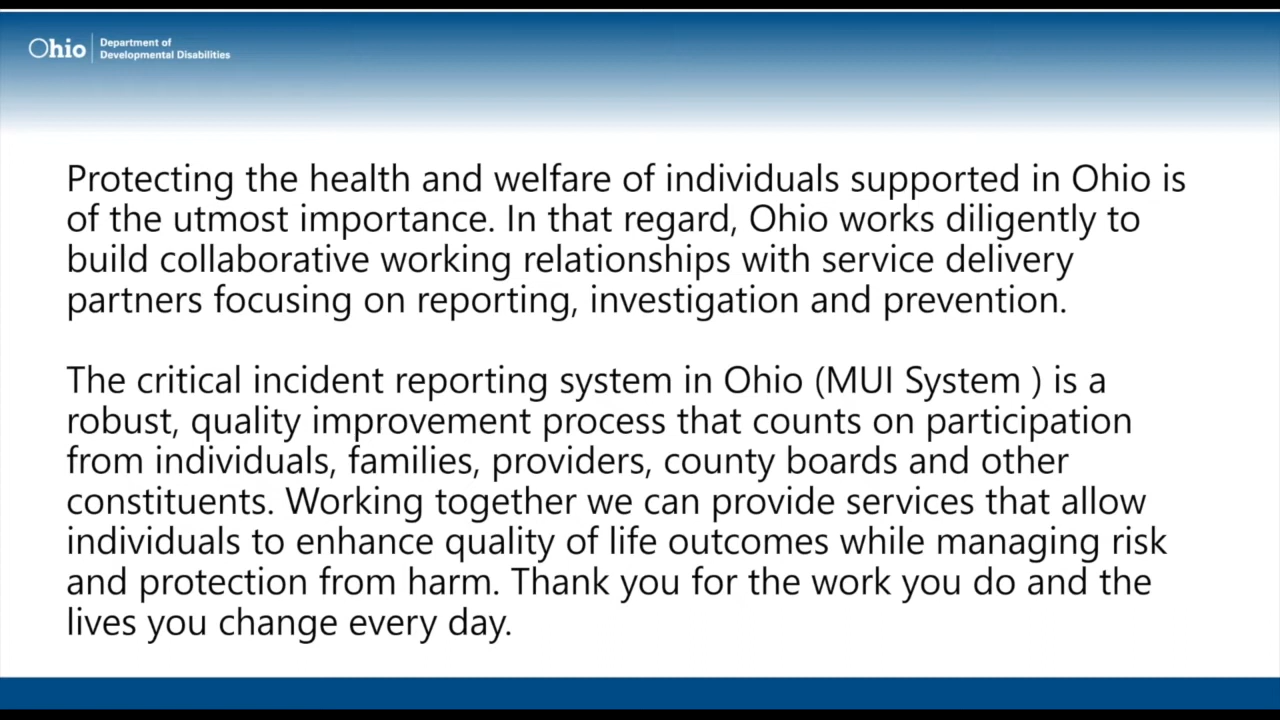 Ohio
Department of
Developmental Disabilities
Protecting the health and welfare of individuals supported in Ohio is
of the utmost importance. In that regard, Ohio works diligently to
build collaborative working relationships with service delivery
partners focusing on reporting, investigation and prevention.
The critical incident reporting system in Ohio (MUI System ) is a
robust, quality improvement process that counts on participation
from individuals, families, providers, county boards and other
constituents. Working together we can provide services that allow
individuals to enhance quality of life outcomes while managing risk
and protection from harm. Thank you for the work you do and the
lives you change every day.